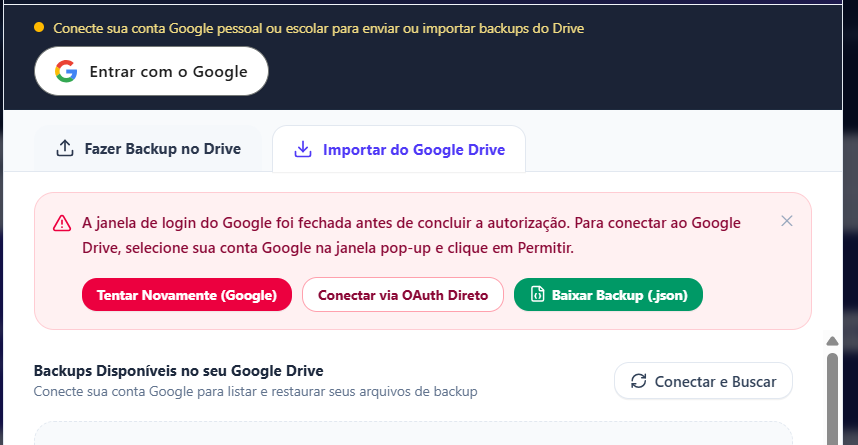 Conecte sua conta Google pessoal ou escolar para enviar ou importar backups do Drive
Entrar com o Google
Fazer Backup no Drive
Importar do Google Drive
A janela de login do Google foi fechada antes de concluir a autorização. Para conectar ao Google
Drive, selecione sua conta Google na janela pop-up e clique em Permitir.
Tentar Novamente (Google)
Conectar via OAuth Direto
Baixar Backup (.json)
Backups Disponíveis no seu Google Drive
Conecte sua conta Google para listar e restaurar seus arquivos de backup
Conectar e Buscar